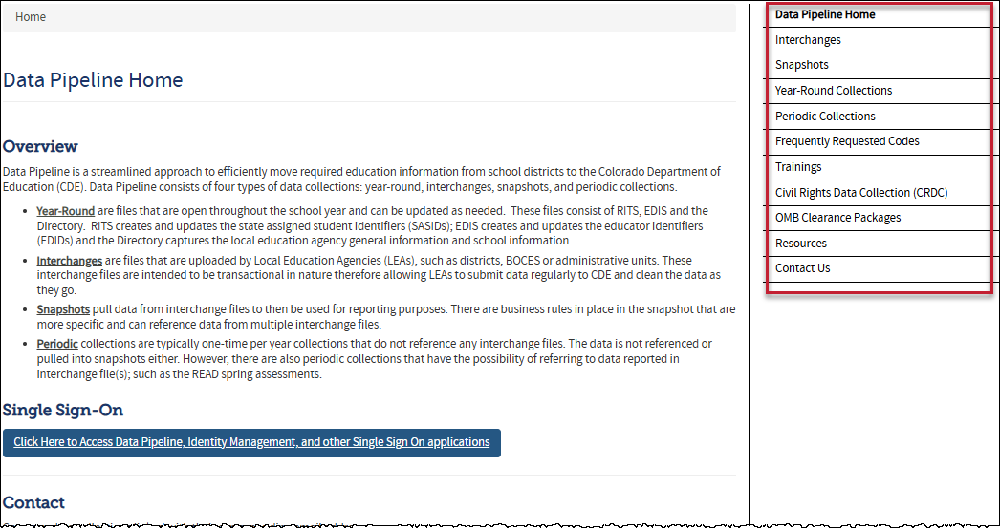 Home
Data Pipeline Home
Overview
Data Pipeline is a streamlined approach to efficiently move required education information from school districts to the Colorado Department of
Education (CDE). Data Pipeline consists of four types of data collections: year-round, interchanges, snapshots, and periodic collections.
• Year-Round are files that are open throughout the school year and can be updated as needed.  These files consist of RITS, EDIS and the
Directory.  RITS creates and updates the state assigned student identifiers (SASIDs); EDIS creates and updates the educator identifiers
(EDIDs) and the Directory captures the local education agency general information and school information.
• Interchanges are files that are uploaded by Local Education Agencies (LEAs), such as districts, BOCES or administrative units. These
interchange files are intended to be transactional in nature therefore allowing LEAs to submit data regularly to CDE and clean the data as
they go.
• Snapshots pull data from interchange files to then be used for reporting purposes. There are business rules in place in the snapshot that are
more specific and can reference data from multiple interchange files.
• Periodic collections are typically one-time per year collections that do not reference any interchange files. The data is not referenced or
pulled into snapshots either. However, there are also periodic collections that have the possibility of referring to data reported in
interchange file(s); such as the READ spring assessments.
Single Sign-On
Click Here to Access Data Pipeline, Identity Management, and other Single Sign On applications
Contact
Data Pipeline Home
Interchanges
Snapshots
Year-Round Collections
Periodic Collections
Frequently Requested Codes
Trainings
Civil Rights Data Collection (CRDC)
OMB Clearance Packages
Resources
Contact Us